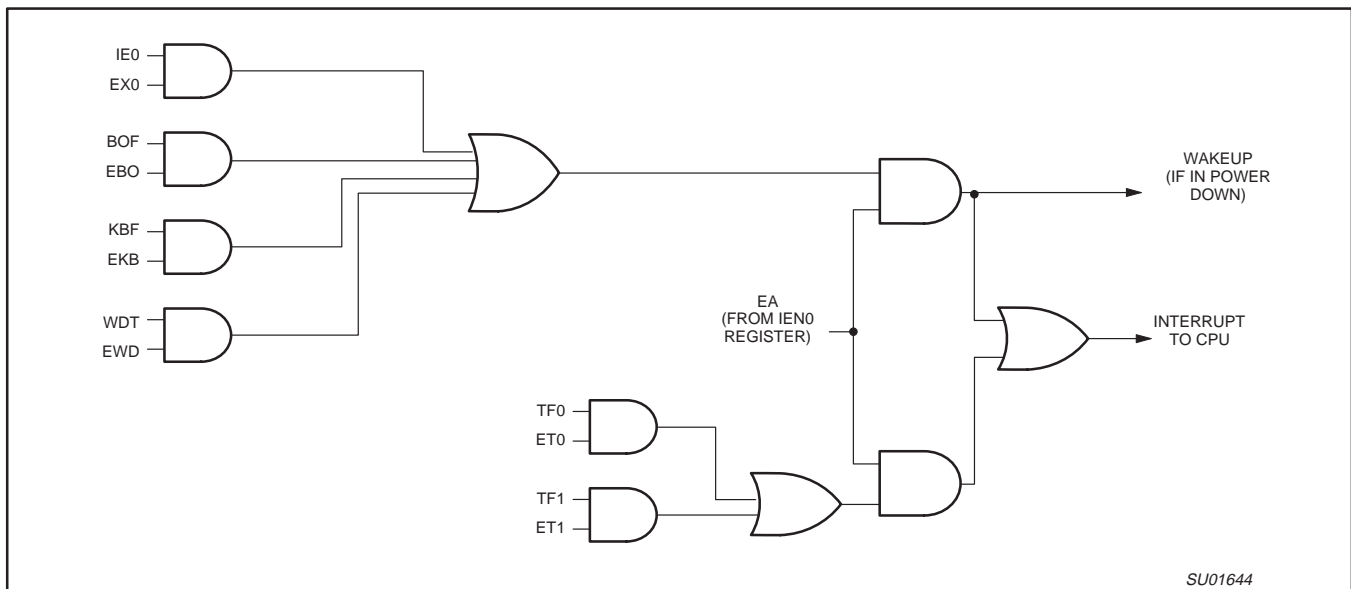 IE0
EX0
BOF
EBO
KBF
EKB
WDT
EWD
WAKEUP
(IF IN POWER
DOWN)
EA
(FROM IEN0
REGISTER)
INTERRUPT
TO CPU
TF0
ET0
TF1
ET1
SU01644